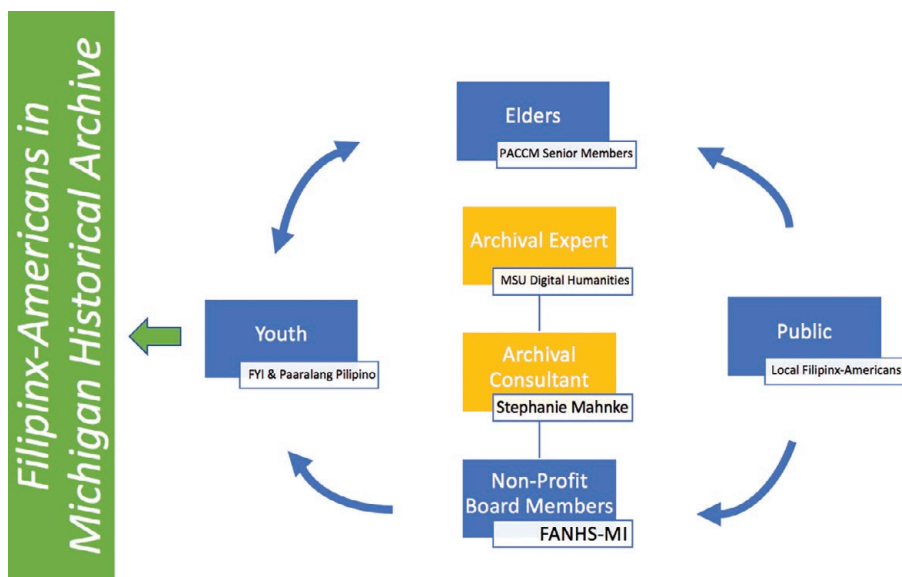 Filipinx-Americans in
Michigan Historical Archive
Elders
PACCM Senior Members
Archival Expert
MSU Digital Humanities
Youth
FYI & Paaralang Pilipino
Archival
Consultant
Stephanie Mahnke
Public
Local Filipinx-Americans
Non-Profit
Board Members
FANHS-MI